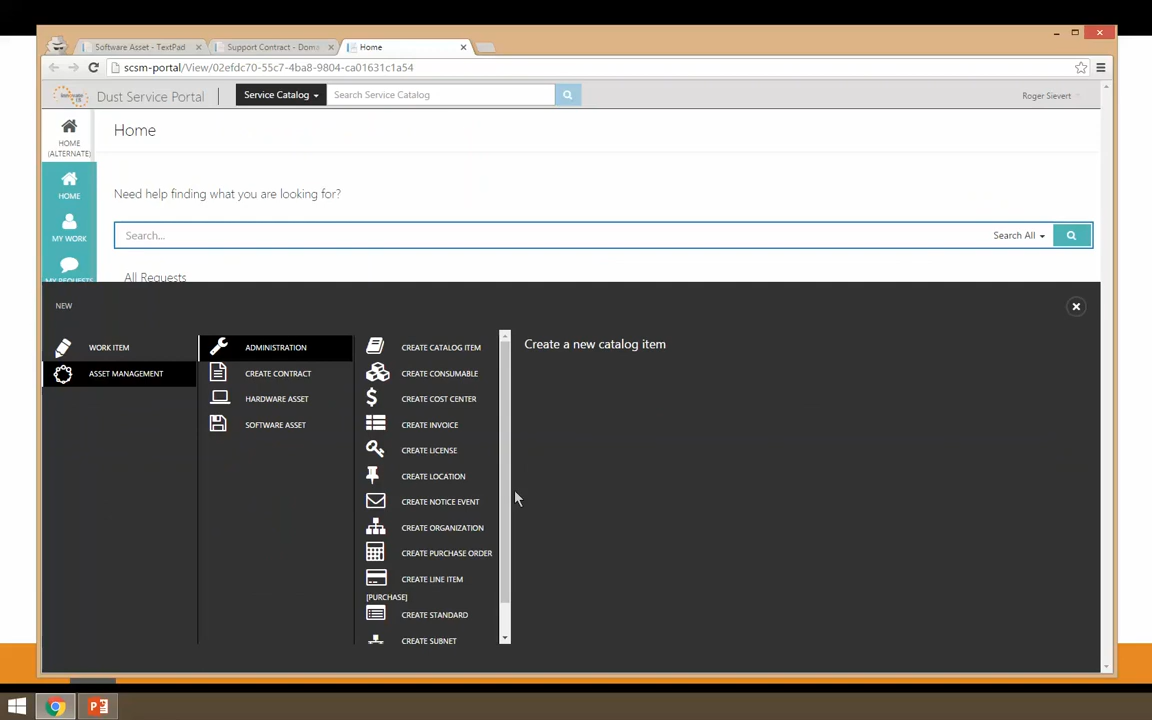 Software Asset - TextPad
Support Contract - Doma
Home
scsm-portal/View/02efdc70-55c7-4ba8-9804-ca01631c1a54
Dust Service Portal
Service Catalog
Search Service Catalog
Roger Sievert
HOME
(ALTERNATE)
Home
HOME
Need help finding what you are looking for?
MY WORK
Search...
Search All
MY REQUESTS
All Requests
NEW
WORK ITEM
ASSET MANAGEMENT
ADMINISTRATION
CREATE CONTRACT
HARDWARE ASSET
SOFTWARE ASSET
CREATE CATALOG ITEM
CREATE CONSUMABLE
CREATE COST CENTER
CREATE INVOICE
CREATE LICENSE
CREATE LOCATION
CREATE NOTICE EVENT
CREATE ORGANIZATION
CREATE PURCHASE ORDER
CREATE LINE ITEM
[PURCHASE]
CREATE STANDARD
CREATE SUBNET
Create a new catalog item